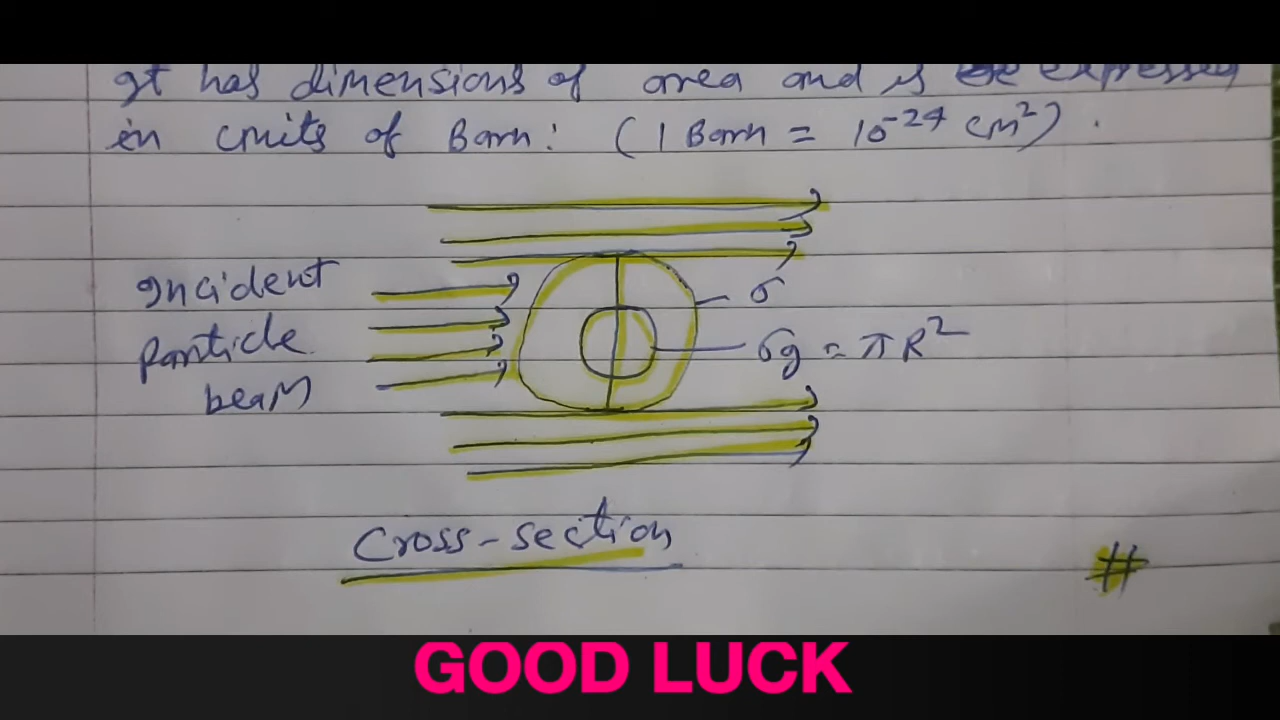 It has dimensions of area and is expressed
in units of Barn: (1 Barn = 10⁻²⁴ cm²).
Incident
particle
beam
σ
σg = πR²
Cross-section
#
GOOD LUCK